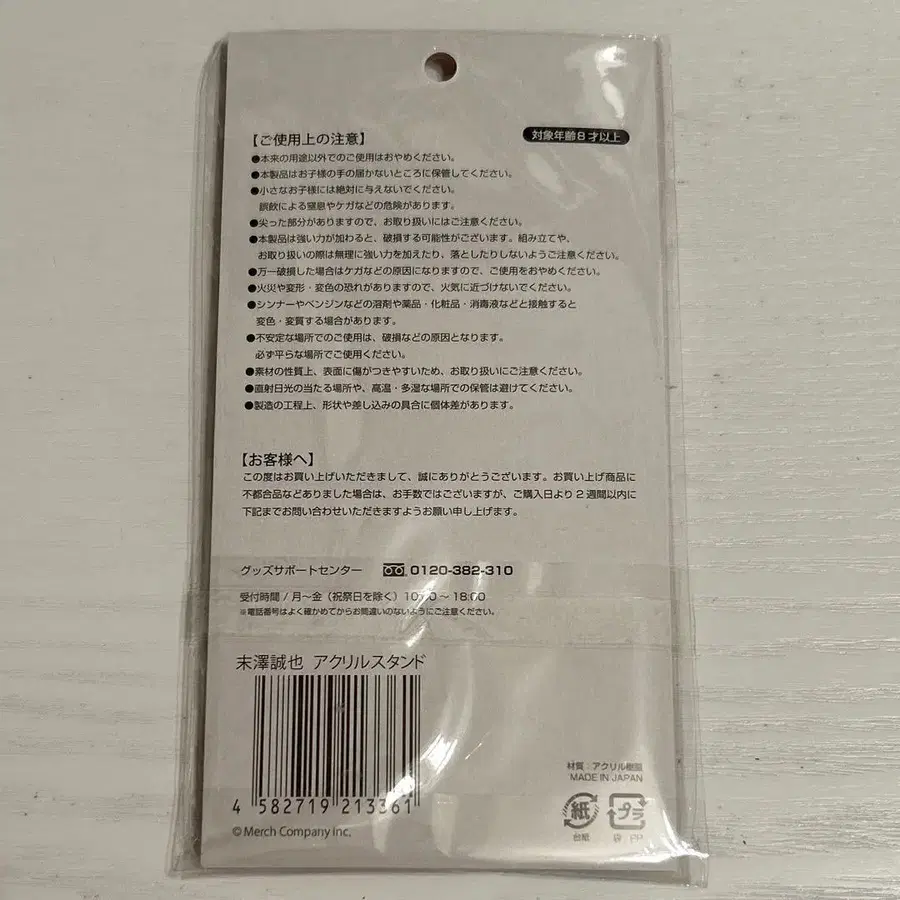 【ご使用上の注意】
対象年齢8才以上
●本来の用途以外でのご使用はおやめください。
●本製品はお子様の手の届かないところに保管してください。
●小さなお子様には絶対に与えないでください。
誤飲による窒息やケガなどの危険があります。
●尖った部分がありますので、お取り扱いにはご注意ください。
●本製品は強い力が加わると、破損する可能性がございます。組み立てや、
お取り扱いの際は無理に強い力を加えたり、落としたりしないようご注意ください。
●万一破損した場合はケガなどの原因になりますので、ご使用をおやめください。
●火災や変形・変色の恐れがありますので、火気に近づけないでください。
●シンナーやベンジンなどの溶剤や薬品・化粧品・消毒液などと接触すると
変色・変質する場合があります。
●不安定な場所でのご使用は、破損などの原因となります。
必ず平らな場所でご使用ください。
●素材の性質上、表面に傷がつきやすいため、お取り扱いにご注意ください。
●直射日光の当たる場所や、高温・多湿な場所での保管は避けてください。
●製造の工程上、形状や差し込みの具合に個体差があります。
【お客様へ】
この度はお買い上げいただきまして、誠にありがとうございます。お買い上げ商品に
不都合品などありました場合は、お手数ではございますが、ご購入日より2週間以内に
下記までお問い合わせいただきますようお願い申し上げます。
グッズサポートセンター 0120-382-310
受付時間/月〜金（祝祭日を除く）10:00〜18:00
※電話番号はよく確かめてからお間違いのないようにご注意ください。
末澤誠也 アクリルスタンド
4 582719 213361
© Merch Company inc.
材質：アクリル樹脂
MADE IN JAPAN
紙 プラ
台紙 袋 PP